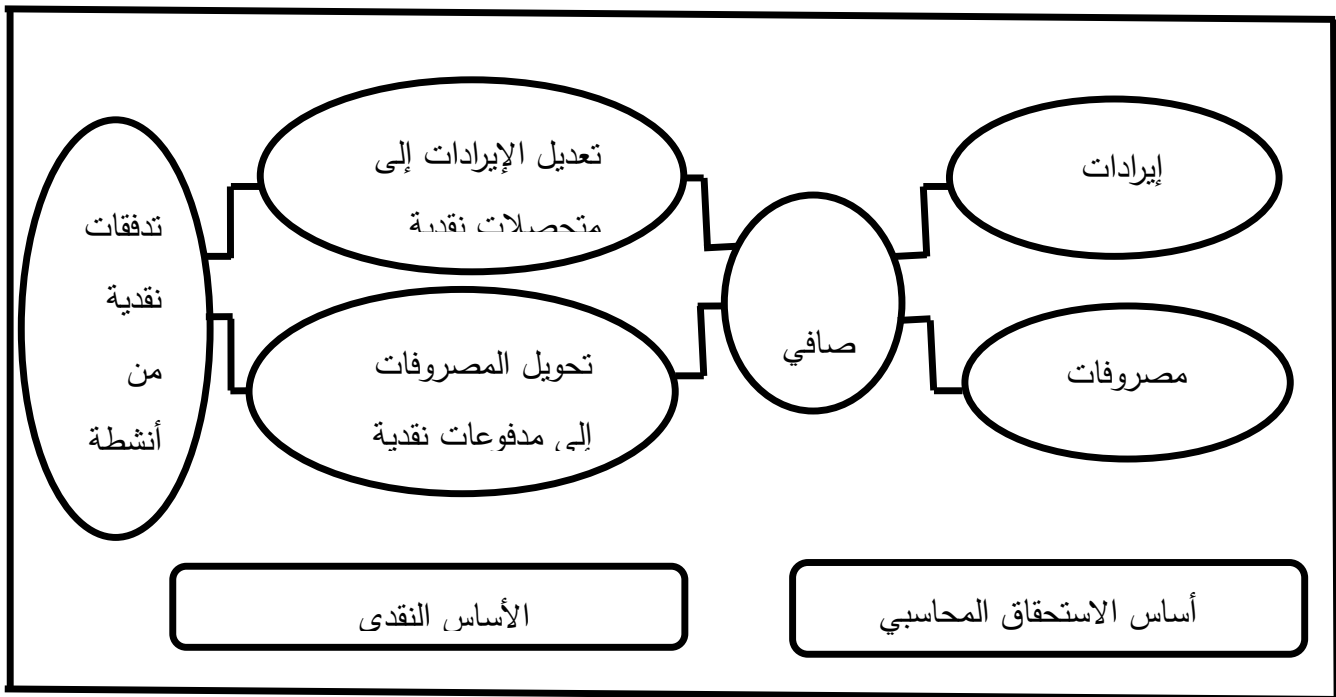 إيرادات
مصروفات
صافي
تعديل الإيرادات إلى
متحصلات نقدية
تحويل المصروفات
إلى مدفوعات نقدية
تدفقات
نقدية
من
أنشطة
أساس الاستحقاق المحاسبي
الأساس النقدي